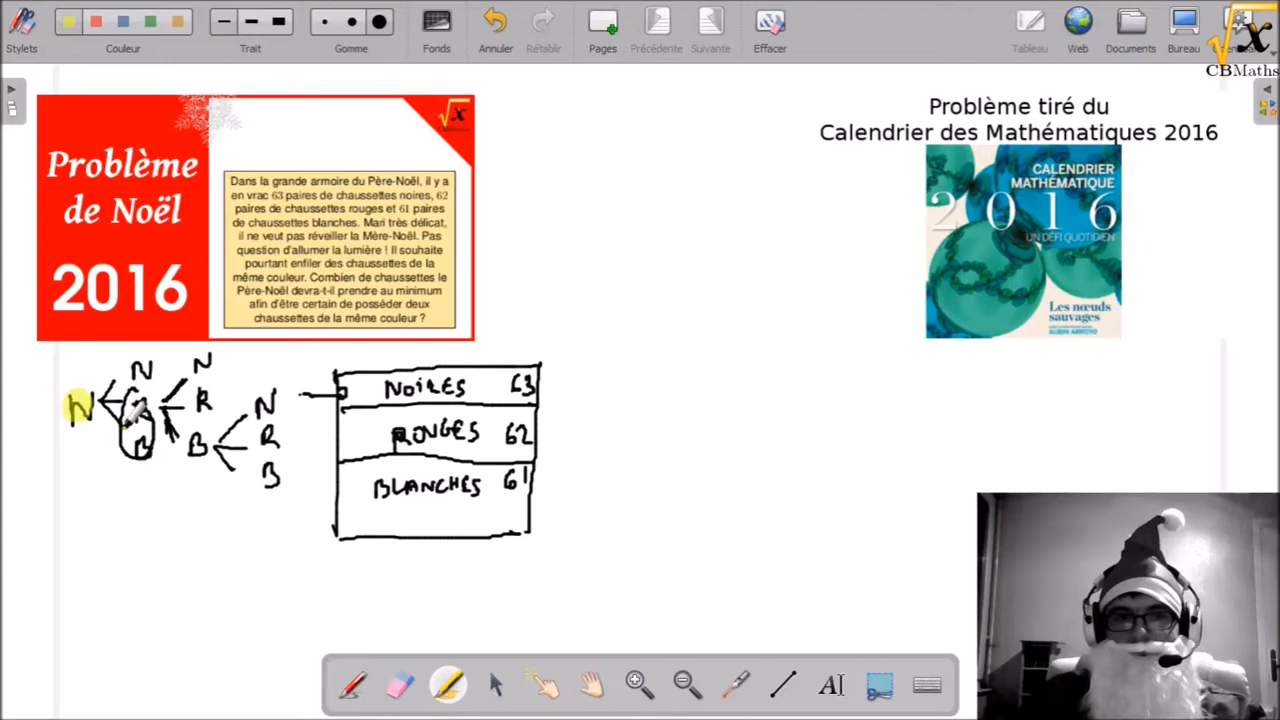 Stylets
Couleur
Trait
Gomme
Fonds
Annuler
Rétablir
Pages
Précédente
Suivante
Effacer
Tableau
Web
Documents
Bureau
√x
CBMaths
Problème
de Noël
2016
Dans la grande armoire du Père-Noël, il y a
en vrac 63 paires de chaussettes noires, 62
paires de chaussettes rouges et 61 paires
de chaussettes blanches. Mari très délicat,
il ne veut pas réveiller la Mère-Noël. Pas
question d'allumer la lumière ! Il souhaite
pourtant enfiler des chaussettes de la
même couleur. Combien de chaussettes le
Père-Noël devra-t-il prendre au minimum
afin d'être certain de posséder deux
chaussettes de la même couleur ?
√x
Problème tiré du
Calendrier des Mathématiques 2016
CALENDRIER
MATHÉMATIQUE
2016
UN DÉFI QUOTIDIEN
Les nœuds
sauvages
N
N
B
N
R
B
N
R
B
NOIRES 63
ROUGES 62
BLANCHES 61
AI